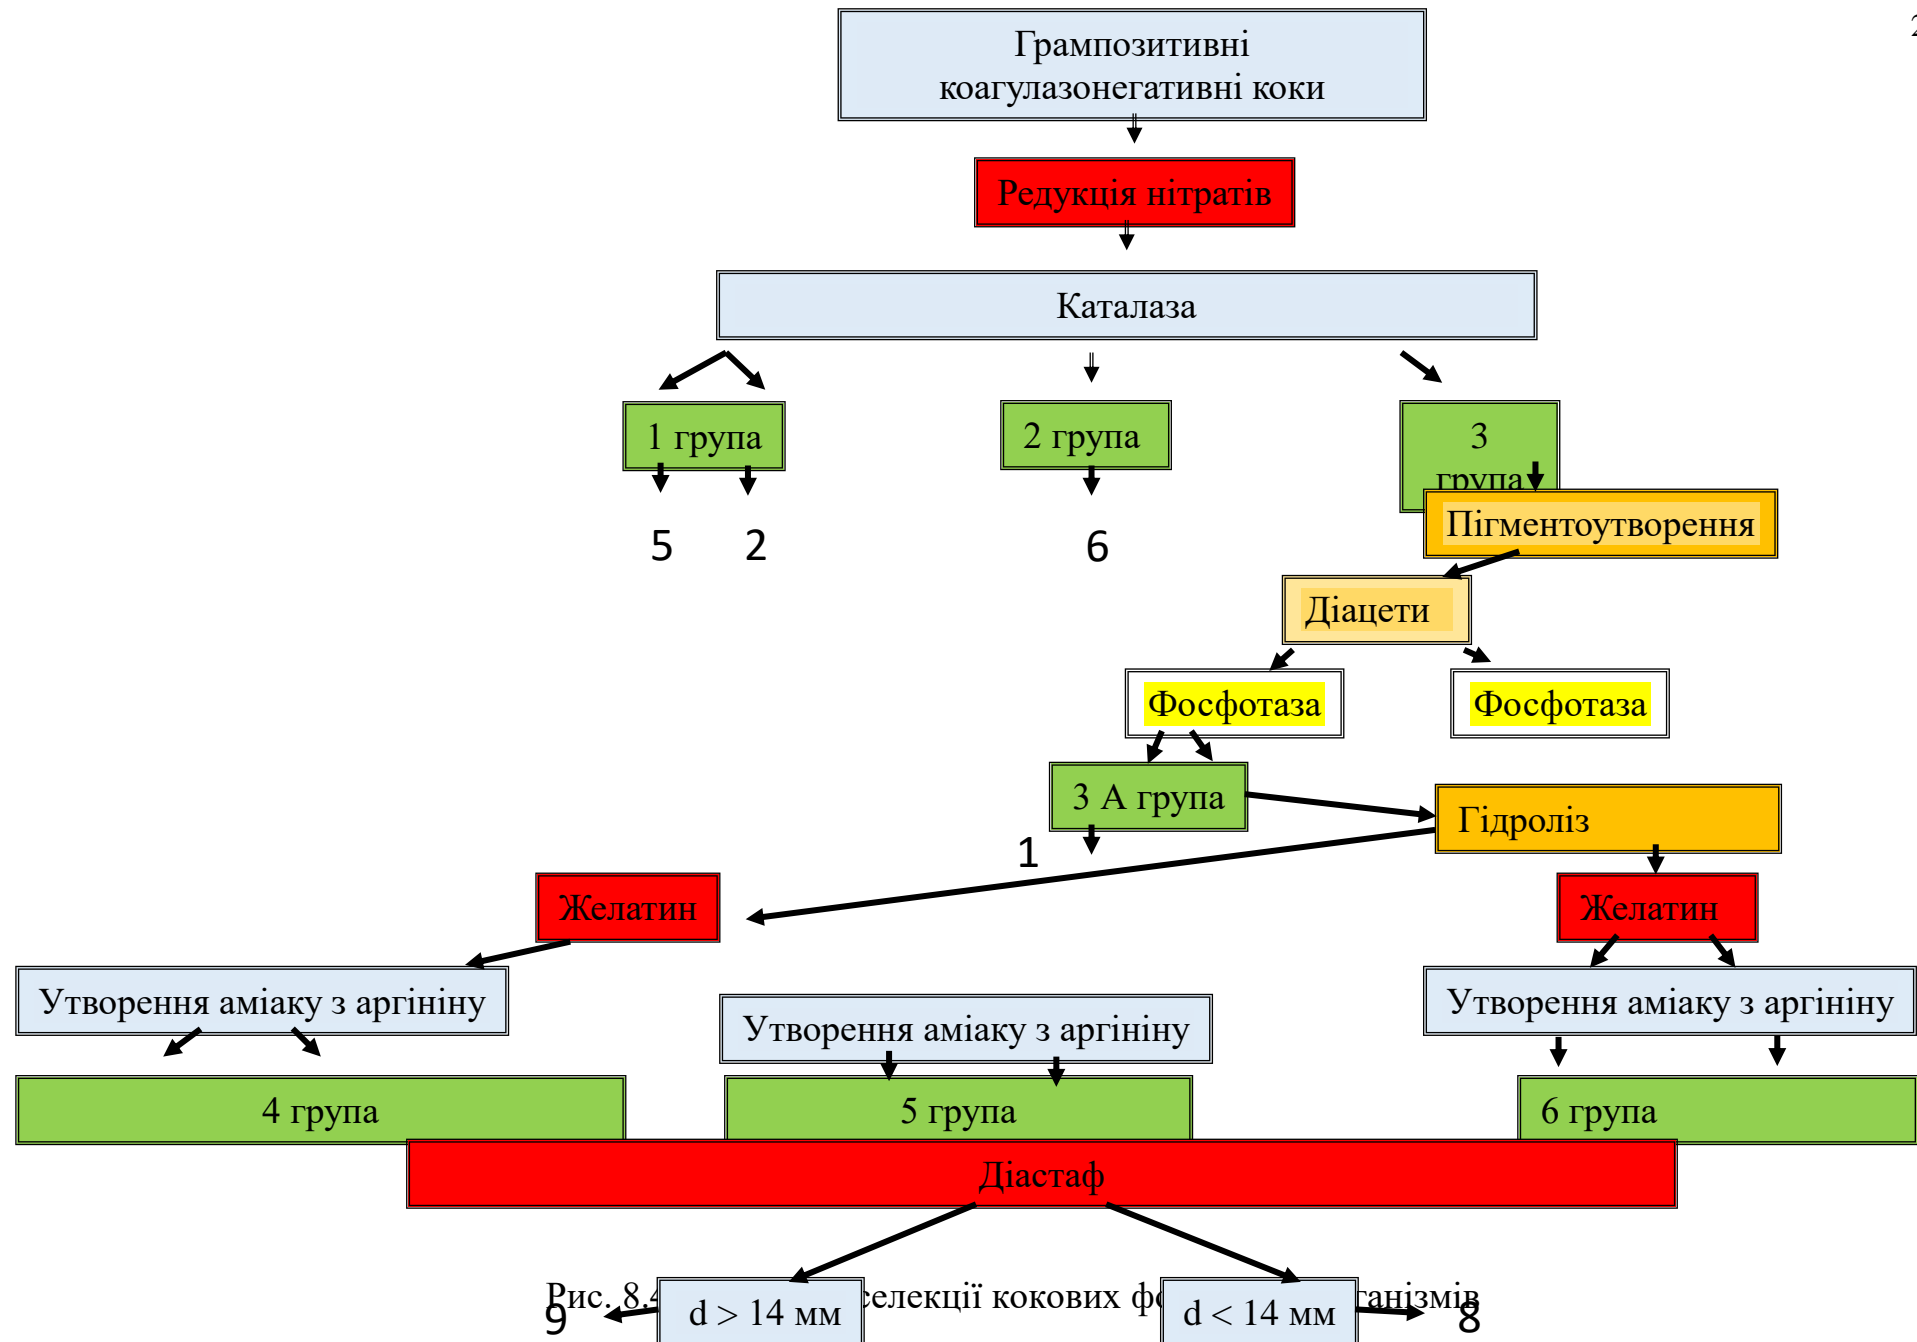 2
Грампозитивні
коагулазонегативні коки
Редукція нітратів
Каталаза
1 група
2 група
3
група
5
2
6
Пігментоутворення
Діацети
Фосфотаза
Фосфотаза
3 А група
Гідроліз
1
Желатин
Желатин
Утворення аміаку з аргініну
Утворення аміаку з аргініну
Утворення аміаку з аргініну
4 група
5 група
6 група
Діастаф
Рис. 8.4 селекції кокових
d > 14 мм
d < 14 мм
9
8